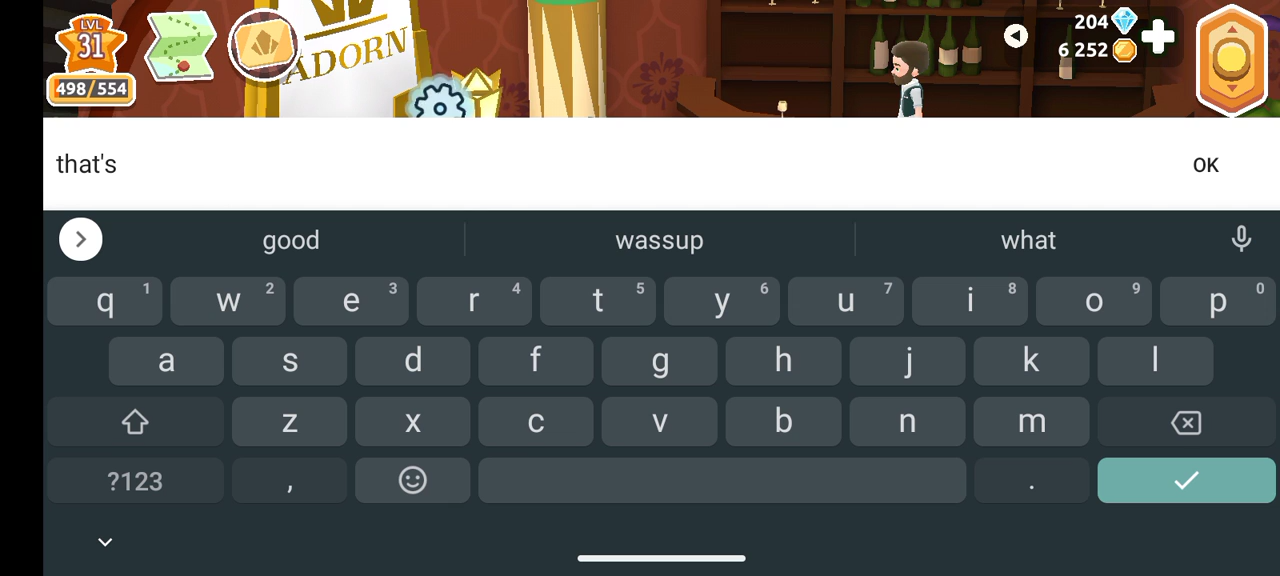 LVL
31
498/554
ADORN
204
6 252
that's
OK
good wassup what
q 1 w 2 e 3 r 4 t 5 y 6 u 7 i 8 o 9 p 0
a s d f g h j k l
z x c v b n m
?123 , .